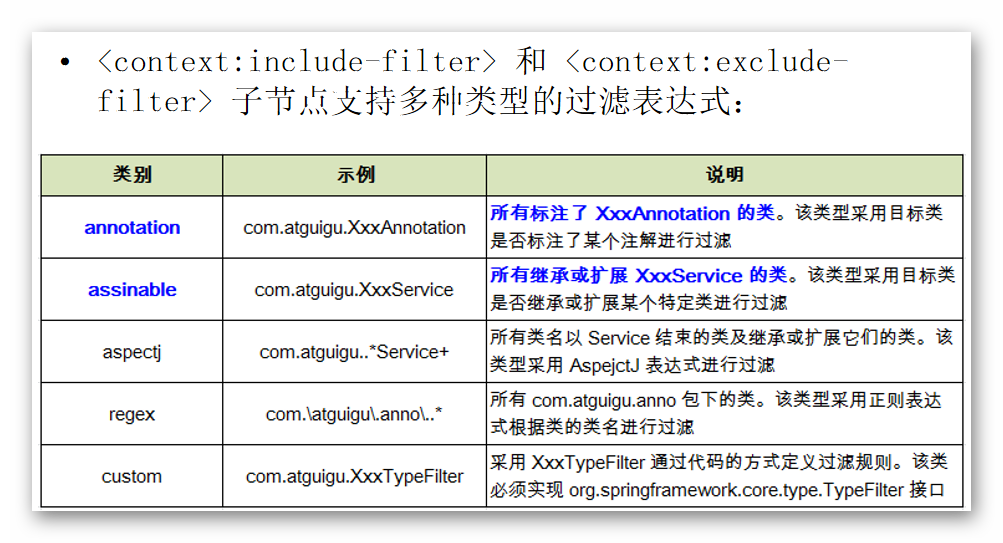 • <context:include-filter> 和 <context:exclude-
filter> 子节点支持多种类型的过滤表达式：
类别 示例 说明
annotation com.atguigu.XxxAnnotation 所有标注了 XxxAnnotation 的类。该类型采用目标类
是否标注了某个注解进行过滤
assinable com.atguigu.XxxService 所有继承或扩展 XxxService 的类。该类型采用目标类
是否继承或扩展某个特定类进行过滤
aspectj com.atguigu..*Service+ 所有类名以 Service 结束的类及继承或扩展它们的类。该
类型采用 AspejctJ 表达式进行过滤
regex com.\atguigu\.anno\..* 所有 com.atguigu.anno 包下的类。该类型采用正则表达
式根据类的类名进行过滤
custom com.atguigu.XxxTypeFilter 采用 XxxTypeFilter 通过代码的方式定义过滤规则。该类
必须实现 org.springframework.core.type.TypeFilter 接口